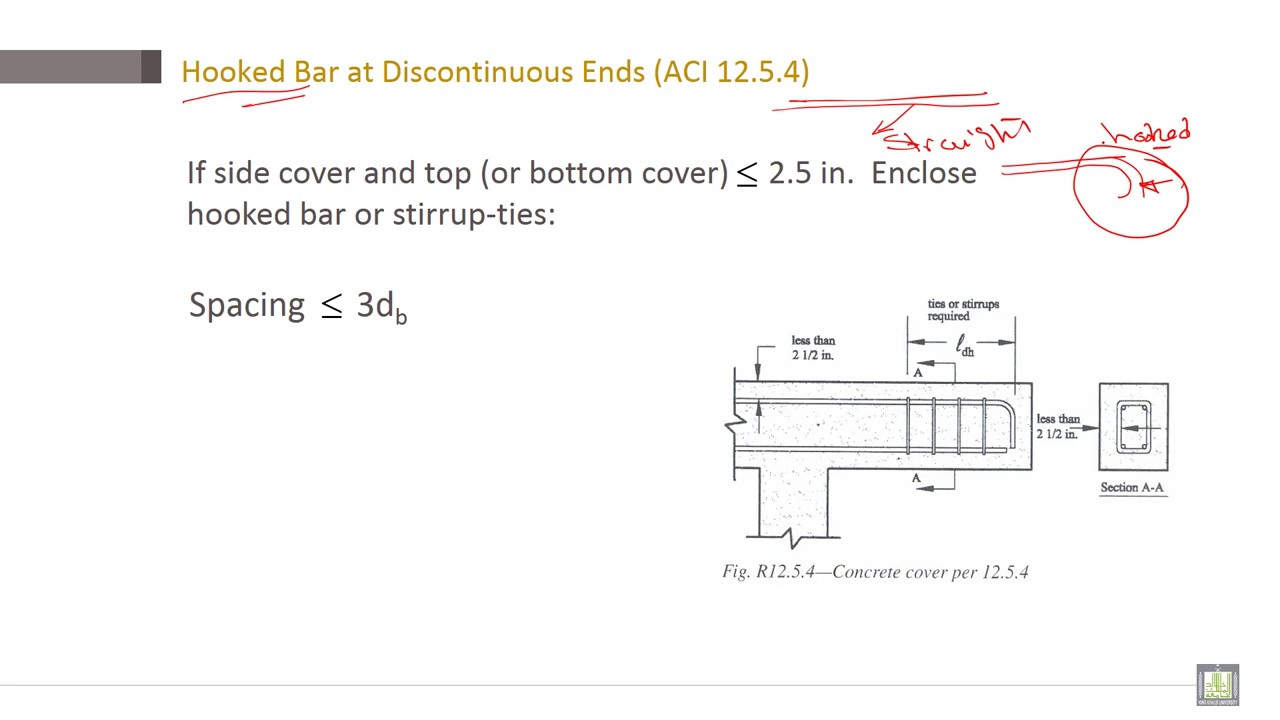 Hooked Bar at Discontinuous Ends (ACI 12.5.4)
Straight
hooked
If side cover and top (or bottom cover) ≤ 2.5 in. Enclose
hooked bar or stirrup-ties:
Spacing ≤ 3db
ties or stirrups
required
less than
2 1/2 in.
ℓdh
A
less than
2 1/2 in.
A
Section A-A
Fig. R12.5.4—Concrete cover per 12.5.4
KING KHALID UNIVERSITY